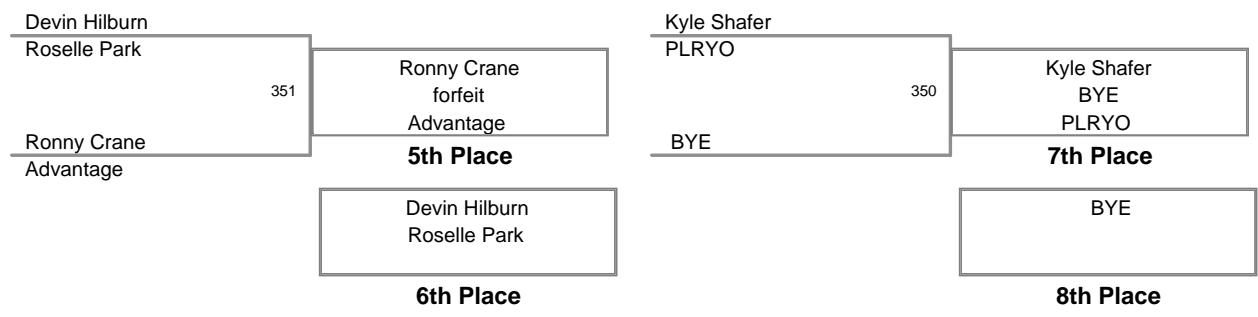 Devin Hilburn
Roselle Park
351
Ronny Crane
Advantage
Ronny Crane
forfeit
Advantage
5th Place
Devin Hilburn
Roselle Park
6th Place
Kyle Shafer
PLRYO
350
BYE
Kyle Shafer
BYE
PLRYO
7th Place
BYE
8th Place